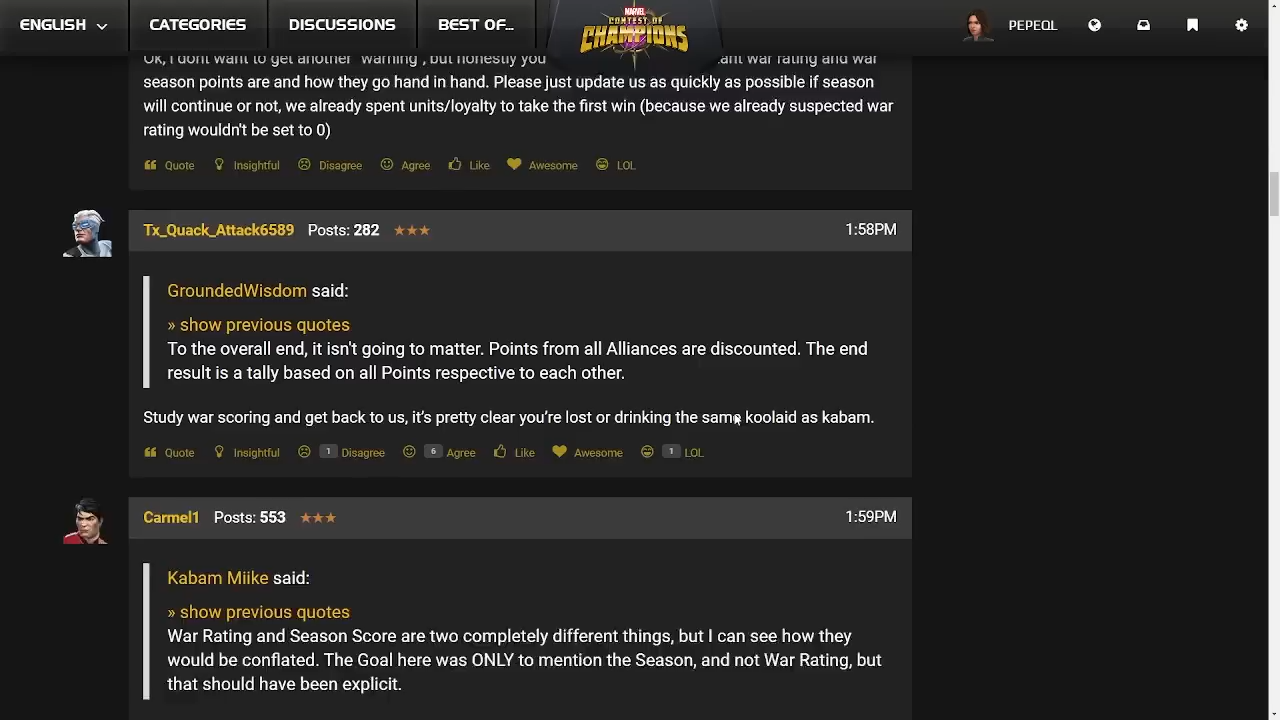 ENGLISH
CATEGORIES
DISCUSSIONS
BEST OF...
MARVEL
CONTEST OF
CHAMPIONS
PEPEQL
Ok, I dont want to get another "warning", but honestly you war rating and war
season points are and how they go hand in hand. Please just update us as quickly as possible if season
will continue or not, we already spent units/loyalty to take the first win (because we already suspected war
rating wouldn't be set to 0)
Quote Insightful Disagree Agree Like Awesome LOL
Tx_Quack_Attack6589 Posts: 282 1:58PM
GroundedWisdom said:
» show previous quotes
To the overall end, it isn't going to matter. Points from all Alliances are discounted. The end
result is a tally based on all Points respective to each other.
Study war scoring and get back to us, it's pretty clear you're lost or drinking the same koolaid as kabam.
Quote Insightful 1 Disagree 6 Agree Like Awesome 1 LOL
Carmel1 Posts: 553 1:59PM
Kabam Miike said:
» show previous quotes
War Rating and Season Score are two completely different things, but I can see how they
would be conflated. The Goal here was ONLY to mention the Season, and not War Rating, but
that should have been explicit.